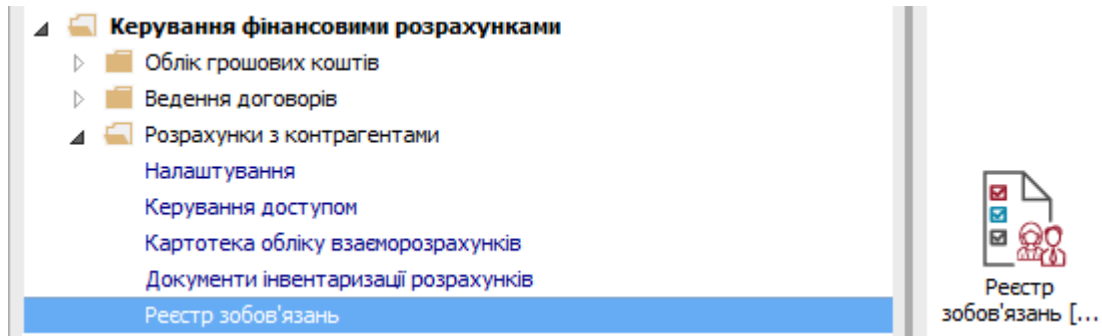 Керування фінансовими розрахунками
Облік грошових коштів
Ведення договорів
Розрахунки з контрагентами
Налаштування
Керування доступом
Картотека обліку взаєморозрахунків
Документи інвентаризації розрахунків
Реєстр зобов'язань
Реєстр
зобов'язань [...